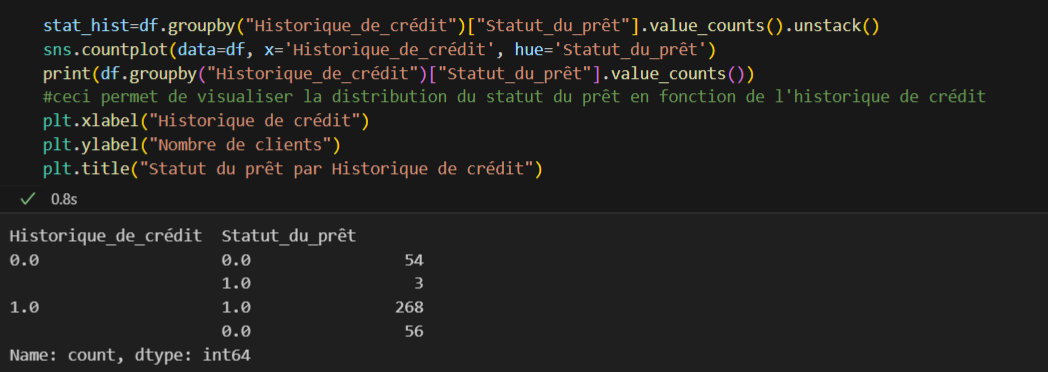 stat_hist=df.groupby("Historique_de_crédit")["Statut_du_prêt"].value_counts().unstack()
sns.countplot(data=df, x='Historique_de_crédit', hue='Statut_du_prêt')
print(df.groupby("Historique_de_crédit")["Statut_du_prêt"].value_counts())
#ceci permet de visualiser la distribution du statut du prêt en fonction de l'historique de crédit
plt.xlabel("Historique de crédit")
plt.ylabel("Nombre de clients")
plt.title("Statut du prêt par Historique de crédit")
✓ 0.8s
Historique_de_crédit  Statut_du_prêt
0.0                   0.0                54
                      1.0                 3
1.0                   1.0               268
                      0.0                56
Name: count, dtype: int64